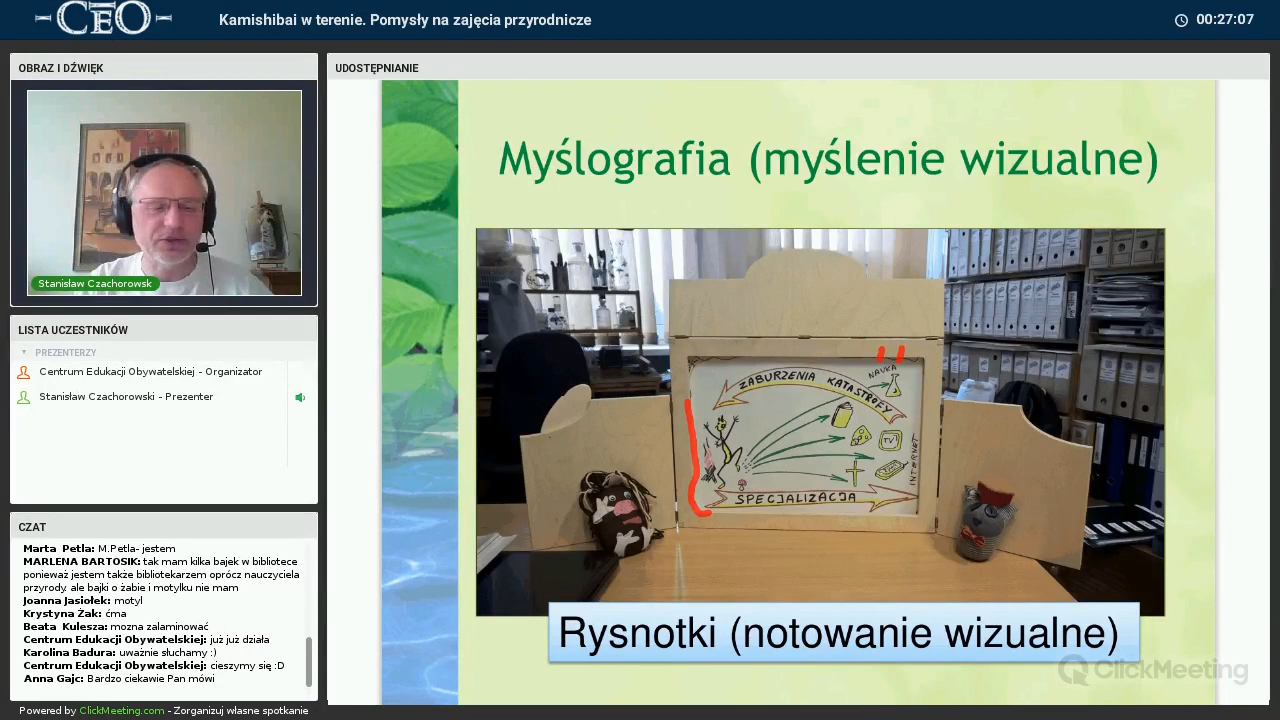 CEO
Kamishibai w terenie. Pomysły na zajęcia przyrodnicze
00:27:07
OBRAZ I DŹWIĘK
Stanisław Czachorowsk
LISTA UCZESTNIKÓW
PREZENTERZY
Centrum Edukacji Obywatelskiej - Organizator
Stanisław Czachorowski - Prezenter
CZAT
Marta Petla: M.Petla- jestem
MARLENA BARTOSIK: tak mam kilka bajek w bibliotece
ponieważ jestem także bibliotekarzem oprócz nauczyciela
przyrody. ale bajki o żabie i motylku nie mam
Joanna Jasiołek: motyl
Krystyna Żak: ćma
Beata Kulesza: mozna zalaminować
Centrum Edukacji Obywatelskiej: już już działa
Karolina Badura: uważnie słuchamy :)
Centrum Edukacji Obywatelskiej: cieszymy się :D
Anna Gajc: Bardzo ciekawie Pan mówi
Powered by ClickMeeting.com - Zorganizuj własne spotkanie
UDOSTĘPNIANIE
Myślografia (myślenie wizualne)
NAUKA
ZABURZENIA KATASTROFY
TV
INTERNET
SPECJALIZACJA
Rysnotki (notowanie wizualne)
ClickMeeting